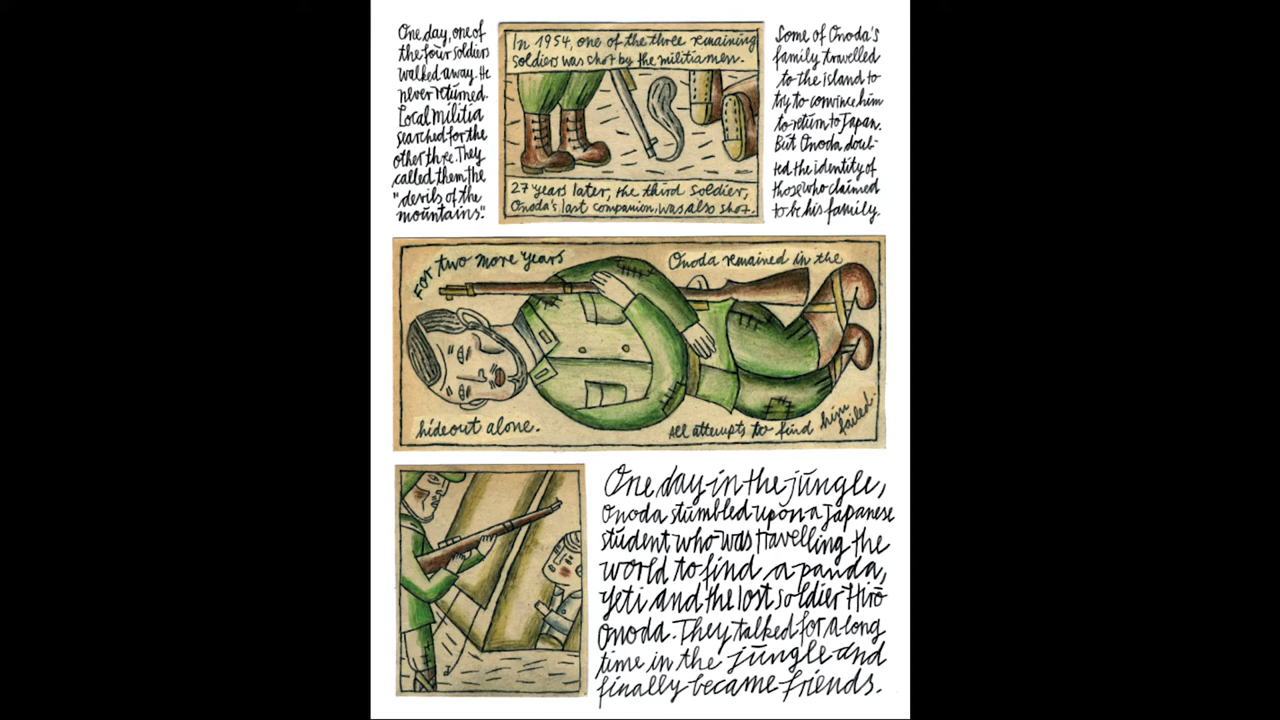 One day, one of
the four soldiers
walked away. He
never returned.
Local militia
searched for the
other three. They
called them the
"devils of the
mountains".
In 1954, one of the three remaining
soldiers was shot by the militiamen.
27 years later, the third soldier,
Onoda's last companion, was also shot.
Some of Onoda's
family travelled
to the island to
try to convince him
to return to Japan.
But Onoda doub-
ted the identity of
those who claimed
to be his family.
For two more years
Onoda remained in the
hideout alone.
All attempts to find him
failed.
One day in the jungle,
Onoda stumbled upon a Japanese
student who was travelling the
world to find a panda,
Yeti and the lost soldier Hirō
Onoda. They talked for a long
time in the jungle and
finally became friends.